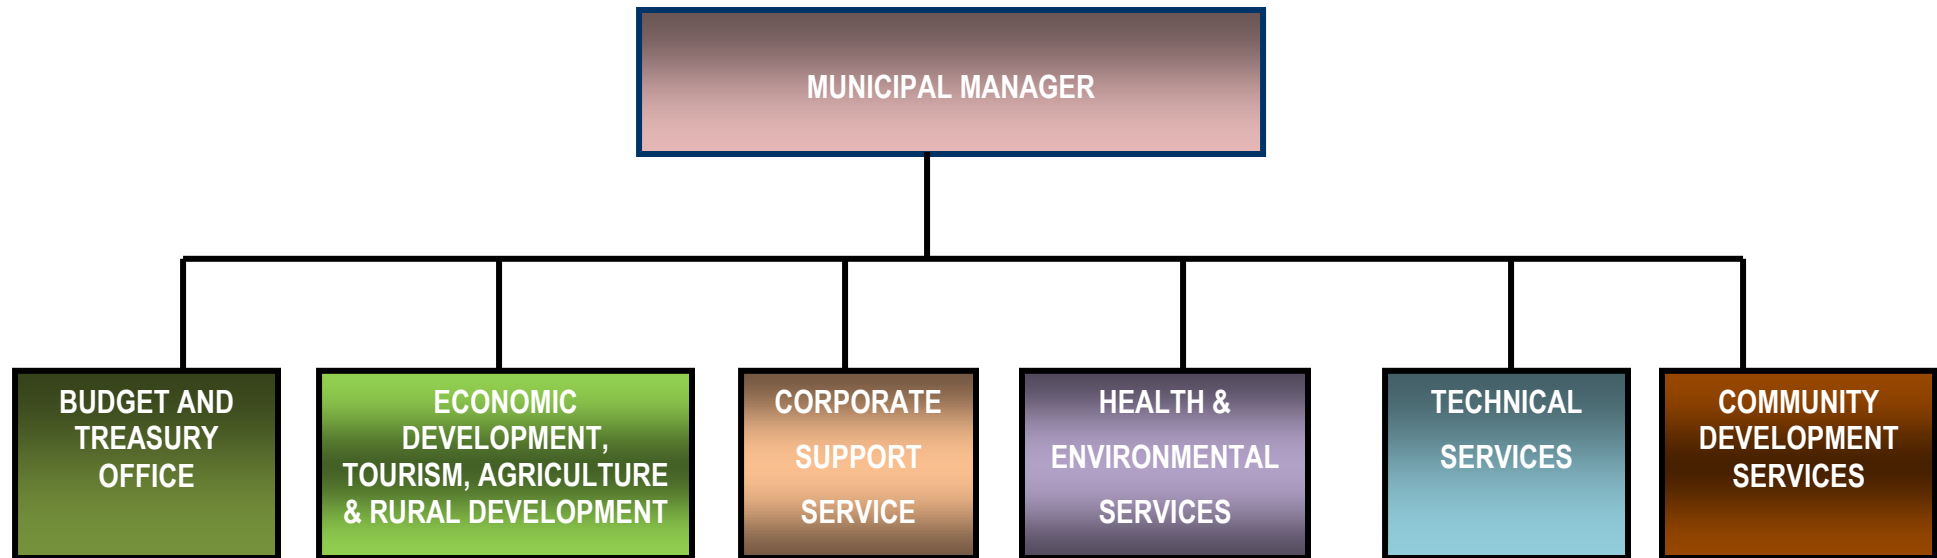 MUNICIPAL MANAGER
BUDGET AND
TREASURY
OFFICE
ECONOMIC
DEVELOPMENT,
TOURISM, AGRICULTURE
& RURAL DEVELOPMENT
CORPORATE
SUPPORT
SERVICE
HEALTH &
ENVIRONMENTAL
SERVICES
TECHNICAL
SERVICES
COMMUNITY
DEVELOPMENT
SERVICES